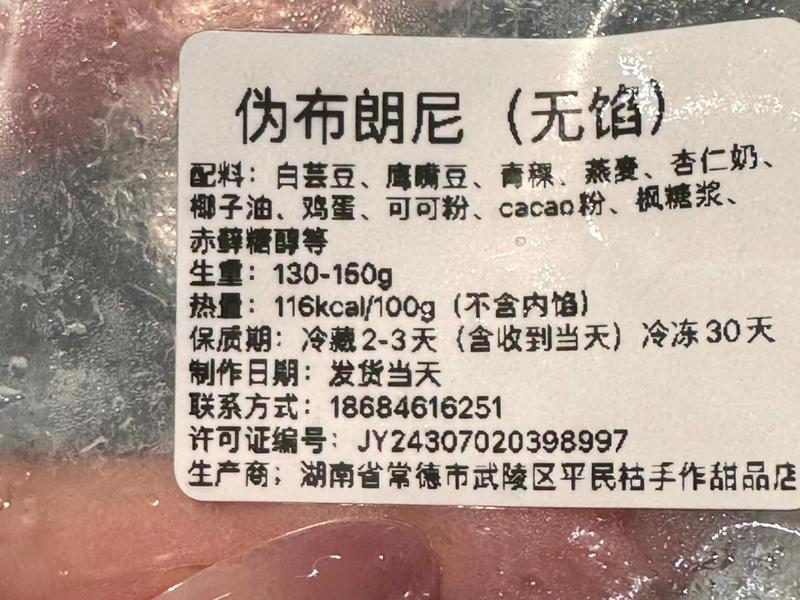 伪布朗尼（无馅）
配料：白芸豆、鹰嘴豆、青稞、燕麦、杏仁奶、
椰子油、鸡蛋、可可粉、cacao粉、枫糖浆、
赤藓糖醇等
生重：130-150g
热量：116kcal/100g（不含内馅）
保质期：冷藏2-3天（含收到当天）冷冻30天
制作日期：发货当天
联系方式：18684616251
许可证编号：JY24307020398997
生产商：湖南省常德市武陵区平民枯手作甜品店